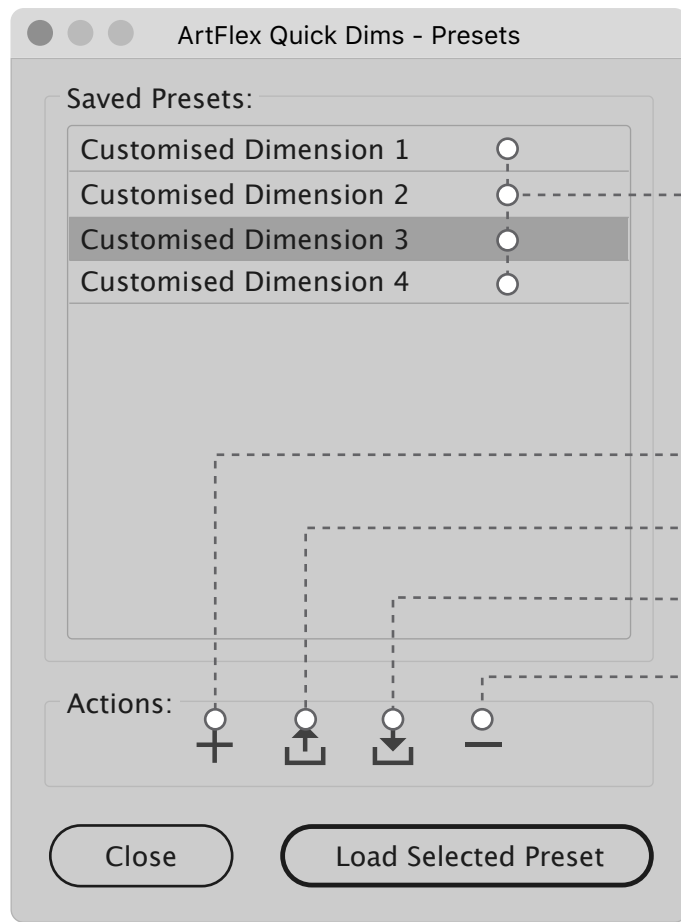 ArtFlex Quick Dims - Presets
Saved Presets:
Customised Dimension 1
Customised Dimension 2
Customised Dimension 3
Customised Dimension 4
Actions:
Close
Load Selected Preset